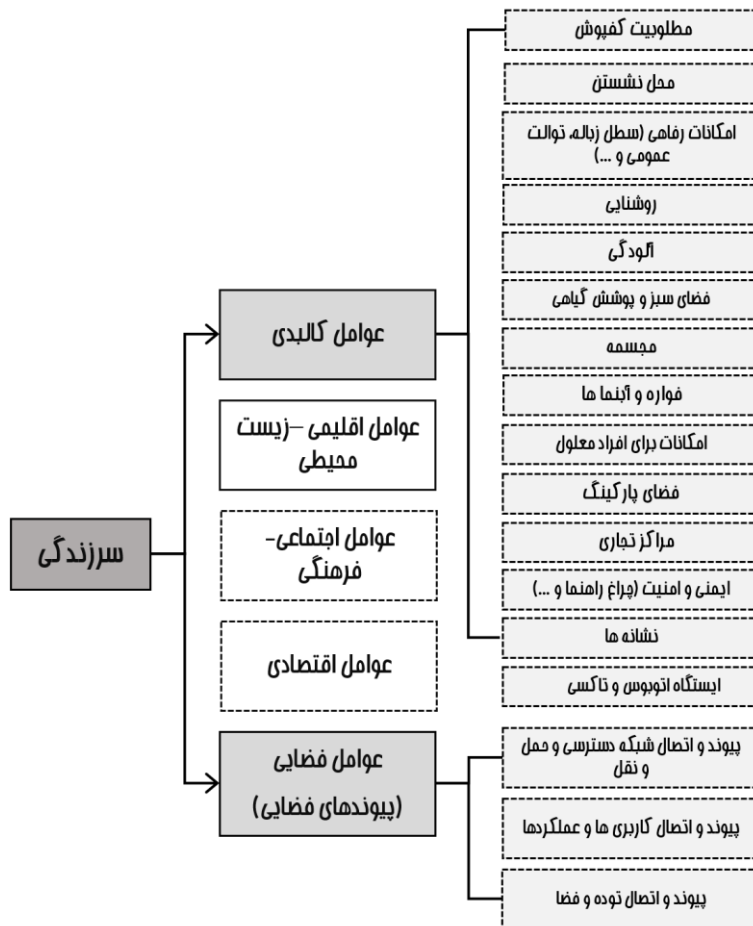 سرزندگی
عوامل کالبدی
عوامل اقلیمی –زیست
محیطی
عوامل اجتماعی-
فرهنگی
عوامل اقتصادی
عوامل فضایی
(پیوندهای فضایی)
مطلوبیت کفپوش
محل نشستن
امکانات رفاهی (سطل زباله، توالت
عمومی و ...)
روشنایی
آلودگی
فضای سبز و پوشش گیاهی
مجسمه
فواره و آبنما ها
امکانات برای افراد معلول
فضای پارکینگ
مراکز تجاری
ایمنی و امنیت (چراغ راهنما و ...)
نشانه ها
ایستگاه اتوبوس و تاکسی
پیوند و اتصال شبکه دسترسی و حمل
و نقل
پیوند و اتصال کاربری ها و عملکردها
پیوند و اتصال توده و فضا